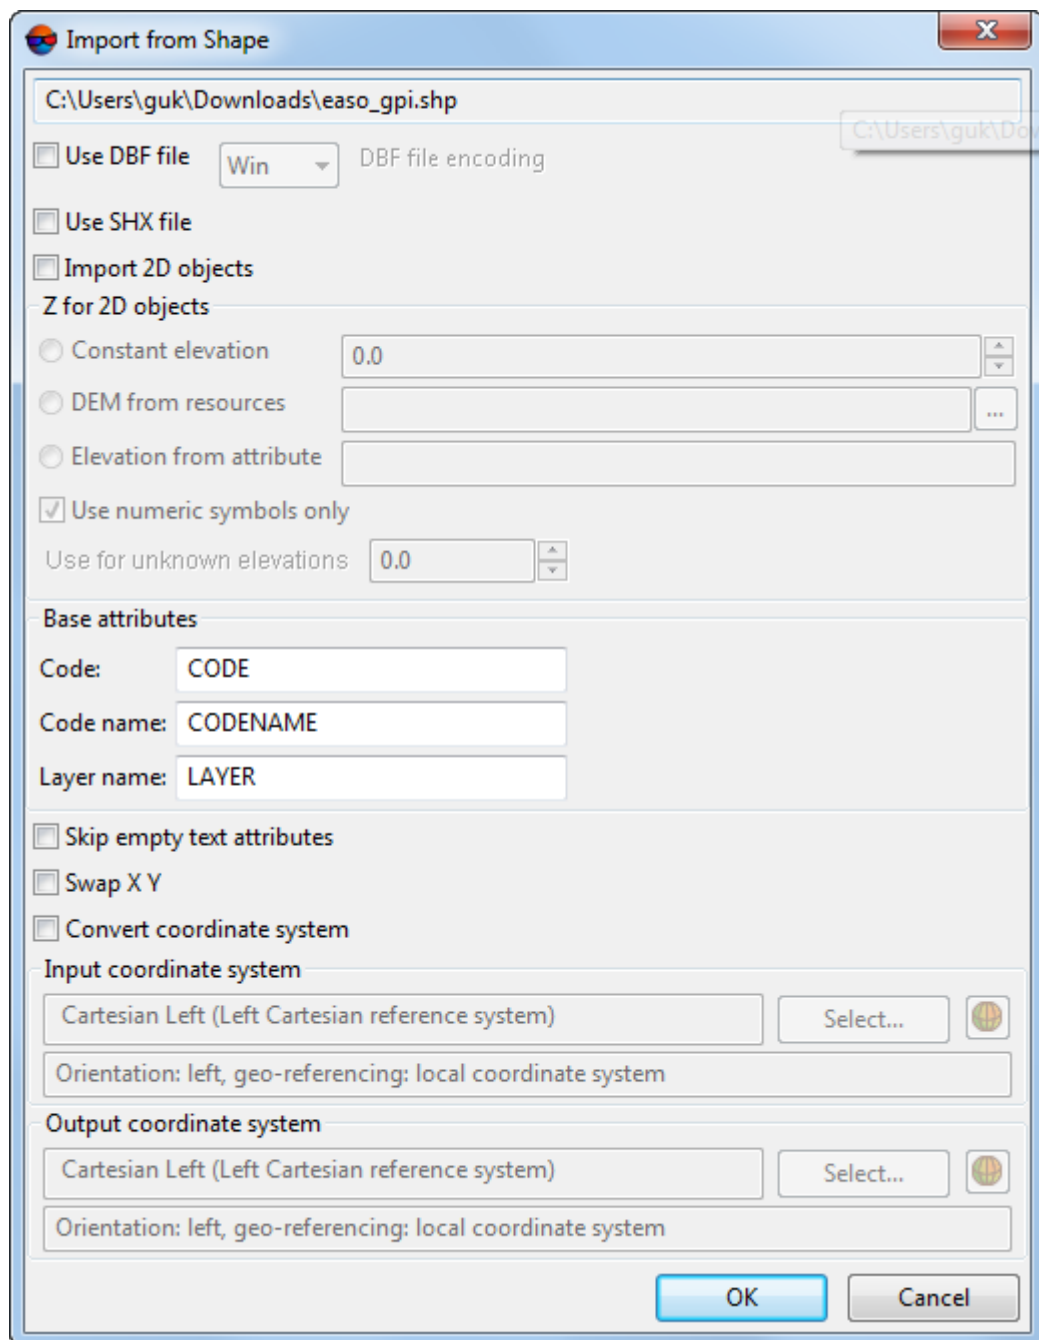 Import from Shape
C:\Users\guk\Downloads\easo_gpi.shp
C:\Users\guk\Dow
Use DBF file Win DBF file encoding
Use SHX file
Import 2D objects
Z for 2D objects
Constant elevation 0.0
DEM from resources ...
Elevation from attribute
Use numeric symbols only
Use for unknown elevations 0.0
Base attributes
Code: CODE
Code name: CODENAME
Layer name: LAYER
Skip empty text attributes
Swap X Y
Convert coordinate system
Input coordinate system
Cartesian Left (Left Cartesian reference system) Select...
Orientation: left, geo-referencing: local coordinate system
Output coordinate system
Cartesian Left (Left Cartesian reference system) Select...
Orientation: left, geo-referencing: local coordinate system
OK Cancel